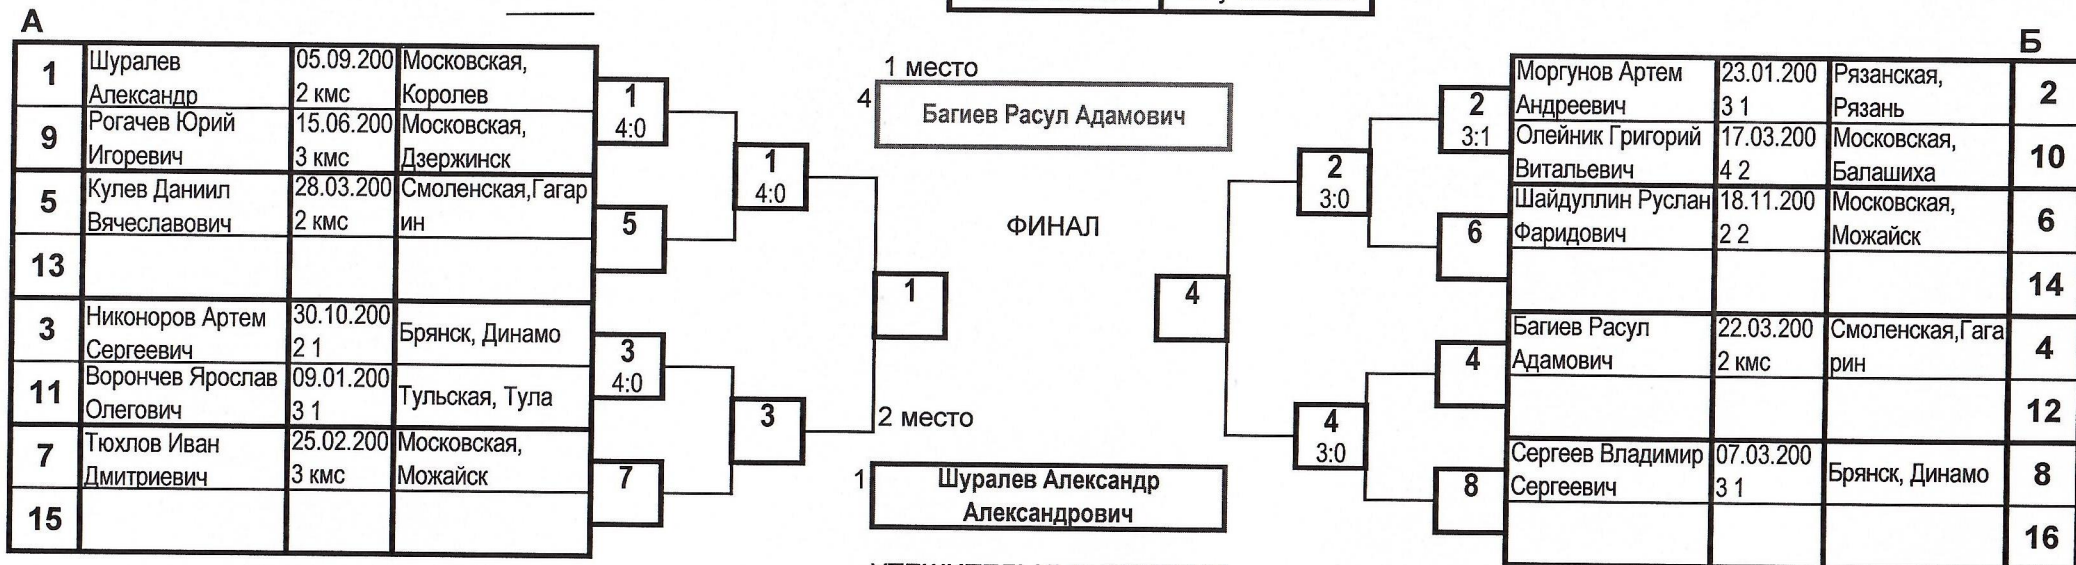 А
1
Шуралев
Александр
05.09.200
2 кмс
Московская,
Королев
9
Рогачев Юрий
Игоревич
15.06.200
3 кмс
Московская,
Дзержинск
5
Кулев Даниил
Вячеславович
28.03.200
2 кмс
Смоленская,Гагар
ин
13
3
Никоноров Артем
Сергеевич
30.10.200
2 1
Брянск, Динамо
11
Ворончев Ярослав
Олегович
09.01.200
3 1
Тульская, Тула
7
Тюхлов Иван
Дмитриевич
25.02.200
3 кмс
Московская,
Можайск
15
1
4:0
5
3
4:0
7
1
4:0
3
1
1 место
4
Багиев Расул Адамович
ФИНАЛ
2 место
1
Шуралев Александр
Александрович
4
2
3:0
4
3:0
2
3:1
6
4
8
Б
Моргунов Артем
Андреевич
23.01.200
3 1
Рязанская,
Рязань
2
Олейник Григорий
Витальевич
17.03.200
4 2
Московская,
Балашиха
10
Шайдуллин Руслан
Фаридович
18.11.200
2 2
Московская,
Можайск
6
14
Багиев Расул
Адамович
22.03.200
2 кмс
Смоленская,Гага
рин
4
12
Сергеев Владимир
Сергеевич
07.03.200
3 1
Брянск, Динамо
8
16